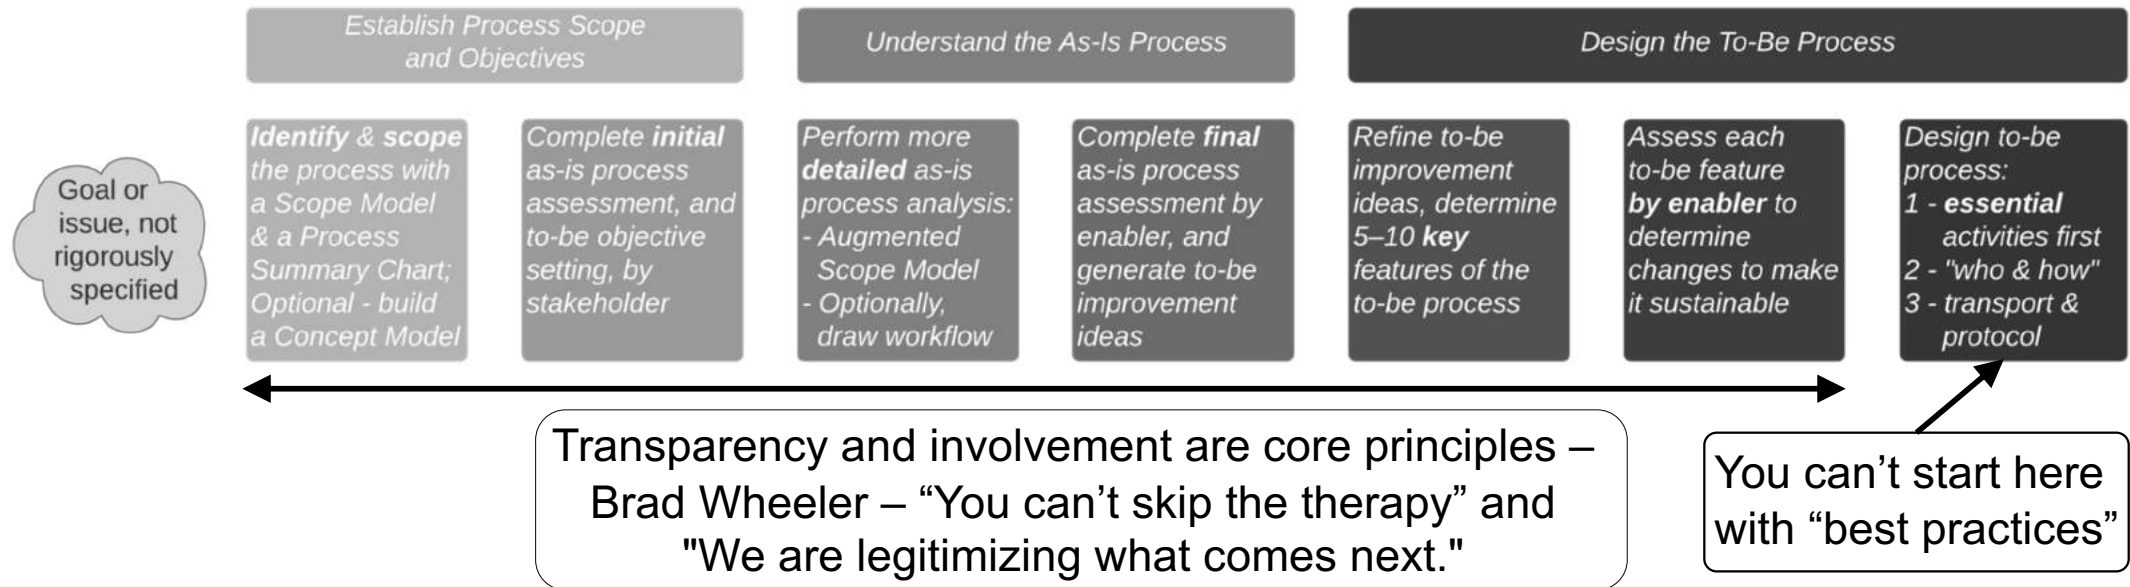 Establish Process Scope
and Objectives
Understand the As-Is Process
Design the To-Be Process
Goal or
issue, not
rigorously
specified
Identify & scope
the process with
a Scope Model
& a Process
Summary Chart;
Optional - build
a Concept Model
Complete initial
as-is process
assessment, and
to-be objective
setting, by
stakeholder
Perform more
detailed as-is
process analysis:
- Augmented
Scope Model
- Optionally,
draw workflow
Complete final
as-is process
assessment by
enabler, and
generate to-be
improvement
ideas
Refine to-be
improvement
ideas, determine
5–10 key
features of the
to-be process
Assess each
to-be feature
by enabler to
determine
changes to make
it sustainable
Design to-be
process:
1 - essential
activities first
2 - "who & how"
3 - transport &
protocol
Transparency and involvement are core principles –
Brad Wheeler – “You can’t skip the therapy” and
"We are legitimizing what comes next."
You can’t start here
with “best practices”